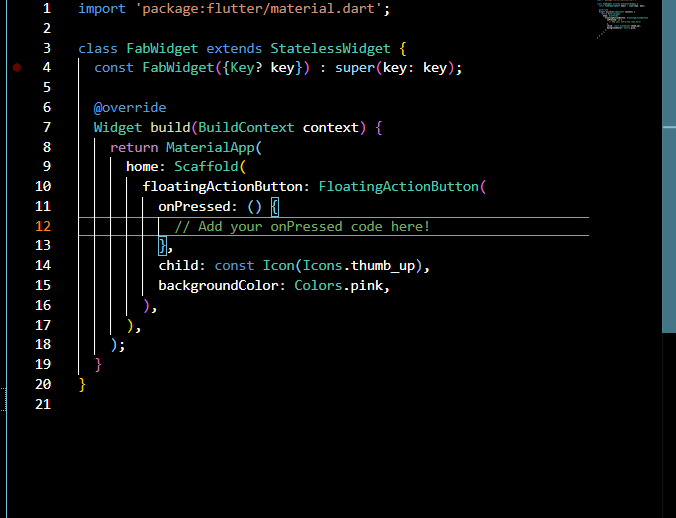 1 import 'package:flutter/material.dart';
2
3 class FabWidget extends StatelessWidget {
4   const FabWidget({Key? key}) : super(key: key);
5
6   @override
7   Widget build(BuildContext context) {
8     return MaterialApp(
9       home: Scaffold(
10         floatingActionButton: FloatingActionButton(
11           onPressed: () {
12             // Add your onPressed code here!
13           },
14           child: const Icon(Icons.thumb_up),
15           backgroundColor: Colors.pink,
16         ),
17       ),
18     );
19   }
20 }
21